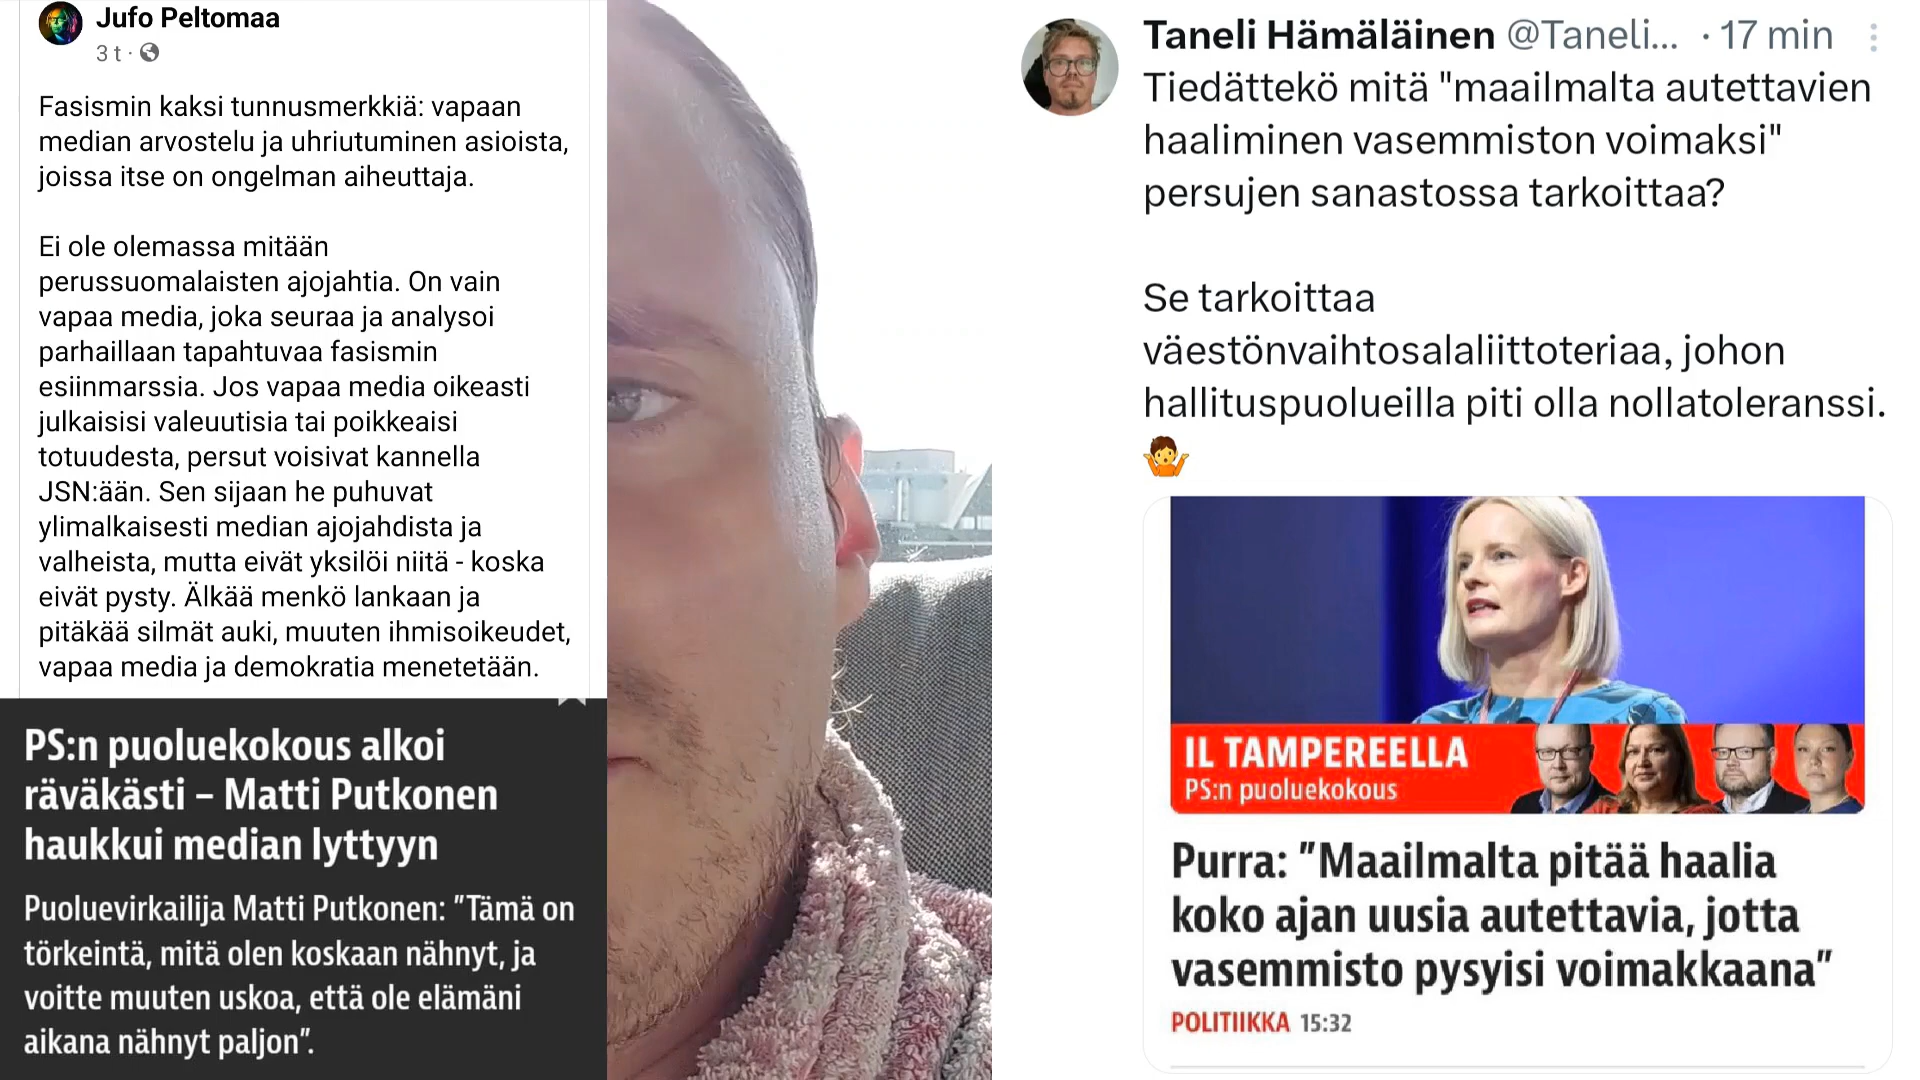 Jufo Peltomaa
3 t ·
Fasismin kaksi tunnusmerkkiä: vapaan
median arvostelu ja uhriutuminen asioista,
joissa itse on ongelman aiheuttaja.
Ei ole olemassa mitään
perussuomalaisten ajojahtia. On vain
vapaa media, joka seuraa ja analysoi
parhaillaan tapahtuvaa fasismin
esiinmarssia. Jos vapaa media oikeasti
julkaisisi valeuutisia tai poikkeaisi
totuudesta, persut voisivat kannella
JSN:ään. Sen sijaan he puhuvat
ylimalkaisesti median ajojahdista ja
valheista, mutta eivät yksilöi niitä - koska
eivät pysty. Älkää menkö lankaan ja
pitäkää silmät auki, muuten ihmisoikeudet,
vapaa media ja demokratia menetetään.
PS:n puoluekokous alkoi
räväkästi – Matti Putkonen
haukkui median lyttyyn
Puoluevirkailija Matti Putkonen: ”Tämä on
törkeintä, mitä olen koskaan nähnyt, ja
voitte muuten uskoa, että ole elämäni
aikana nähnyt paljon”.
Taneli Hämäläinen @Taneli... · 17 min
Tiedättekö mitä "maailmalta autettavien
haaliminen vasemmiston voimaksi"
persujen sanastossa tarkoittaa?
Se tarkoittaa
väestönvaihtosalaliittoteriaa, johon
hallituspuolueilla piti olla nollatoleranssi.
🤷
IL TAMPEREELLA
PS:n puoluekokous
Purra: ”Maailmalta pitää haalia
koko ajan uusia autettavia, jotta
vasemmisto pysyisi voimakkaana”
POLITIIKKA 15:32